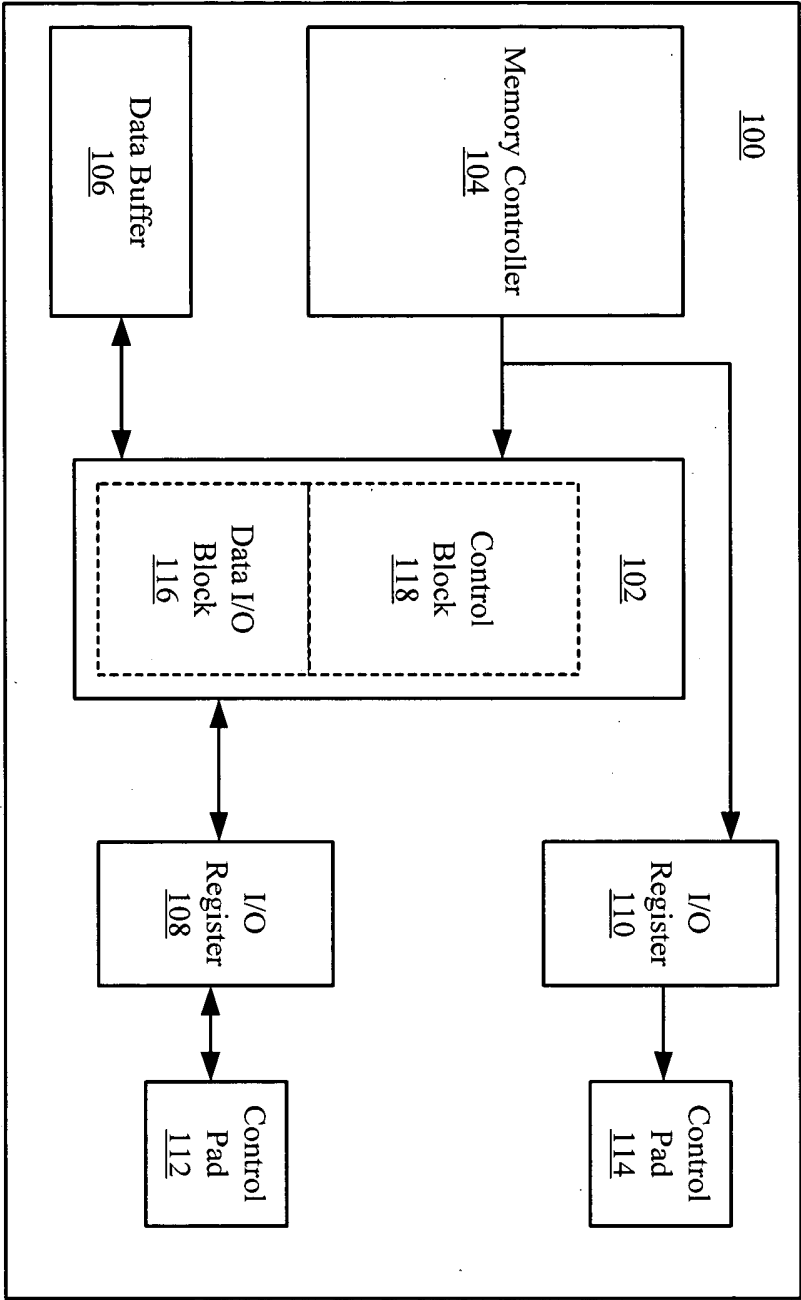 100
Memory Controller
104
Data Buffer
106
102
Control
Block
118
Data I/O
Block
116
I/O
Register
110
I/O
Register
108
Control
Pad
114
Control
Pad
112